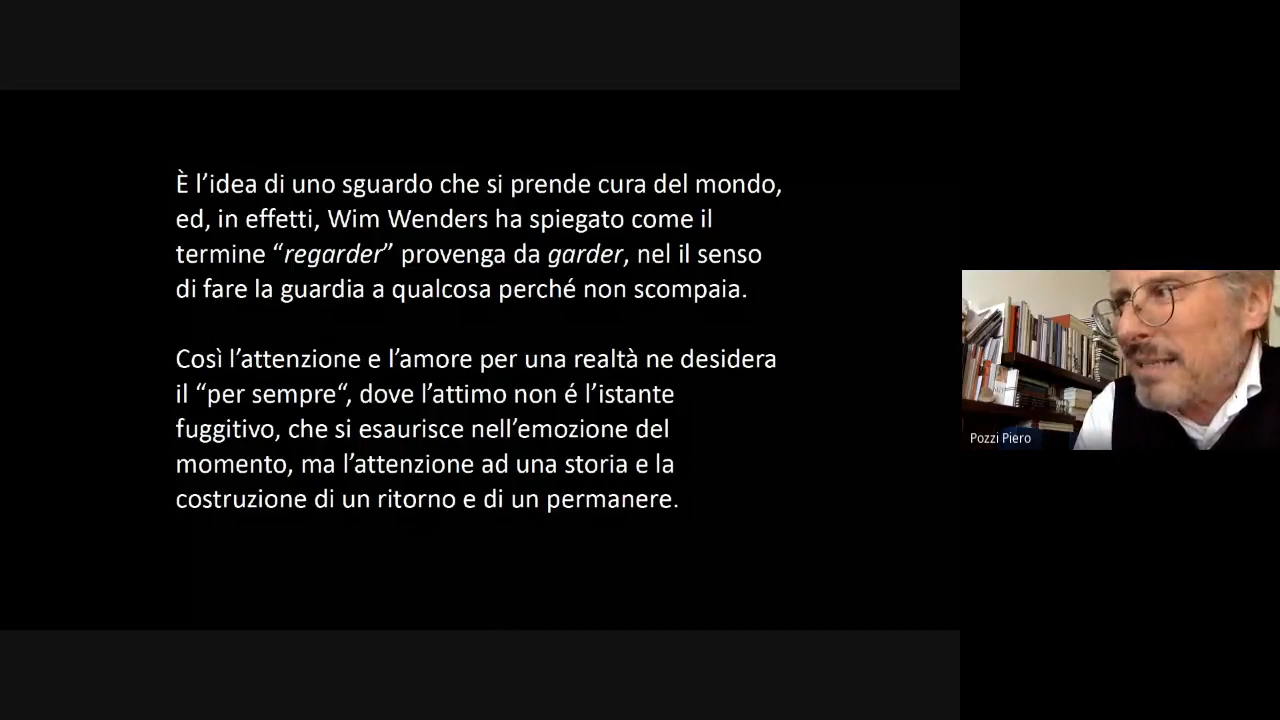 È l’idea di uno sguardo che si prende cura del mondo,
ed, in effetti, Wim Wenders ha spiegato come il
termine “regarder” provenga da garder, nel il senso
di fare la guardia a qualcosa perché non scompaia.
Così l’attenzione e l’amore per una realtà ne desidera
il “per sempre“, dove l’attimo non é l’istante
fuggitivo, che si esaurisce nell’emozione del
momento, ma l’attenzione ad una storia e la
costruzione di un ritorno e di un permanere.
Pozzi Piero